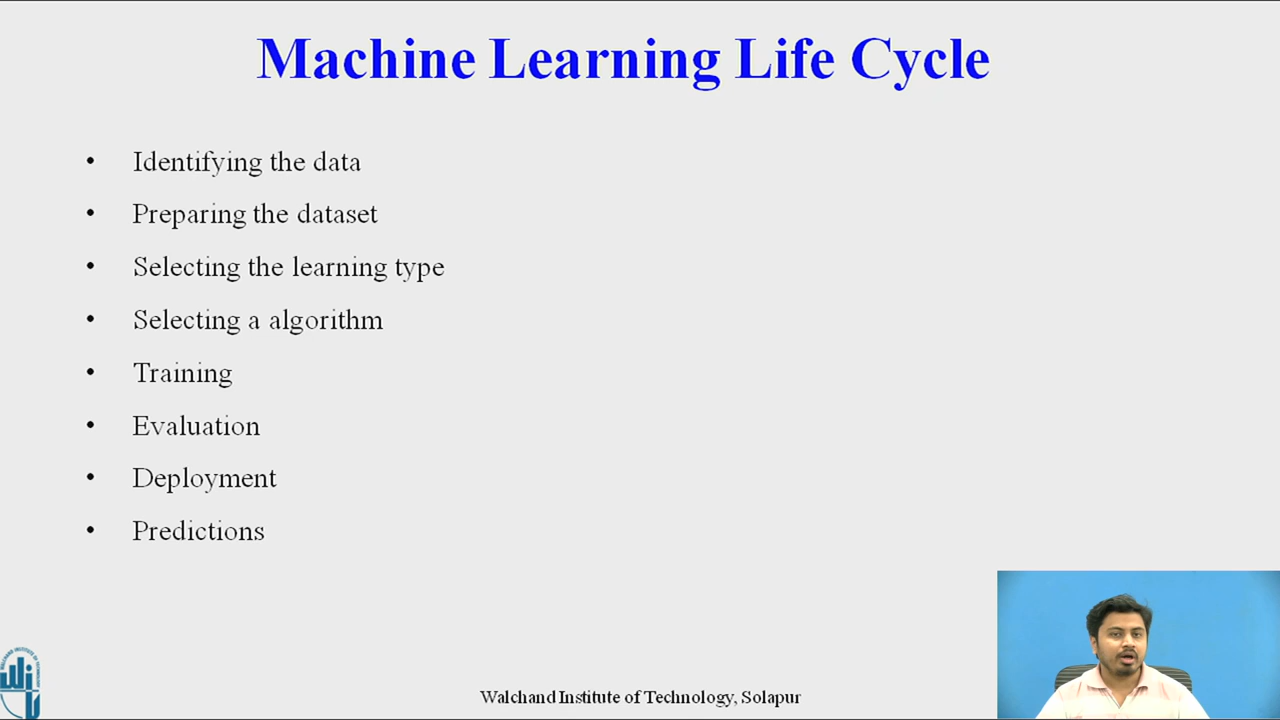 Machine Learning Life Cycle
• Identifying the data
• Preparing the dataset
• Selecting the learning type
• Selecting a algorithm
• Training
• Evaluation
• Deployment
• Predictions
Walchand Institute of Technology, Solapur